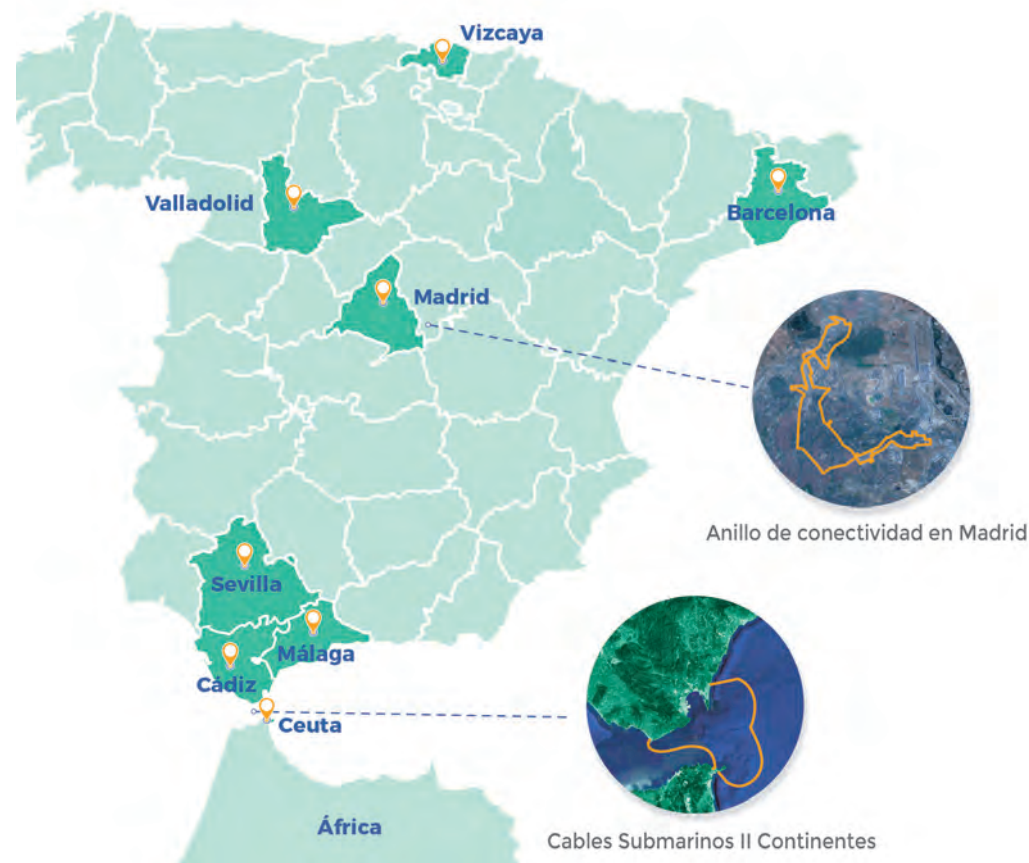 Vizcaya
Valladolid
Barcelona
Madrid
Anillo de conectividad en Madrid
Sevilla
Málaga
Cádiz
Ceuta
África
Cables Submarinos II Continentes